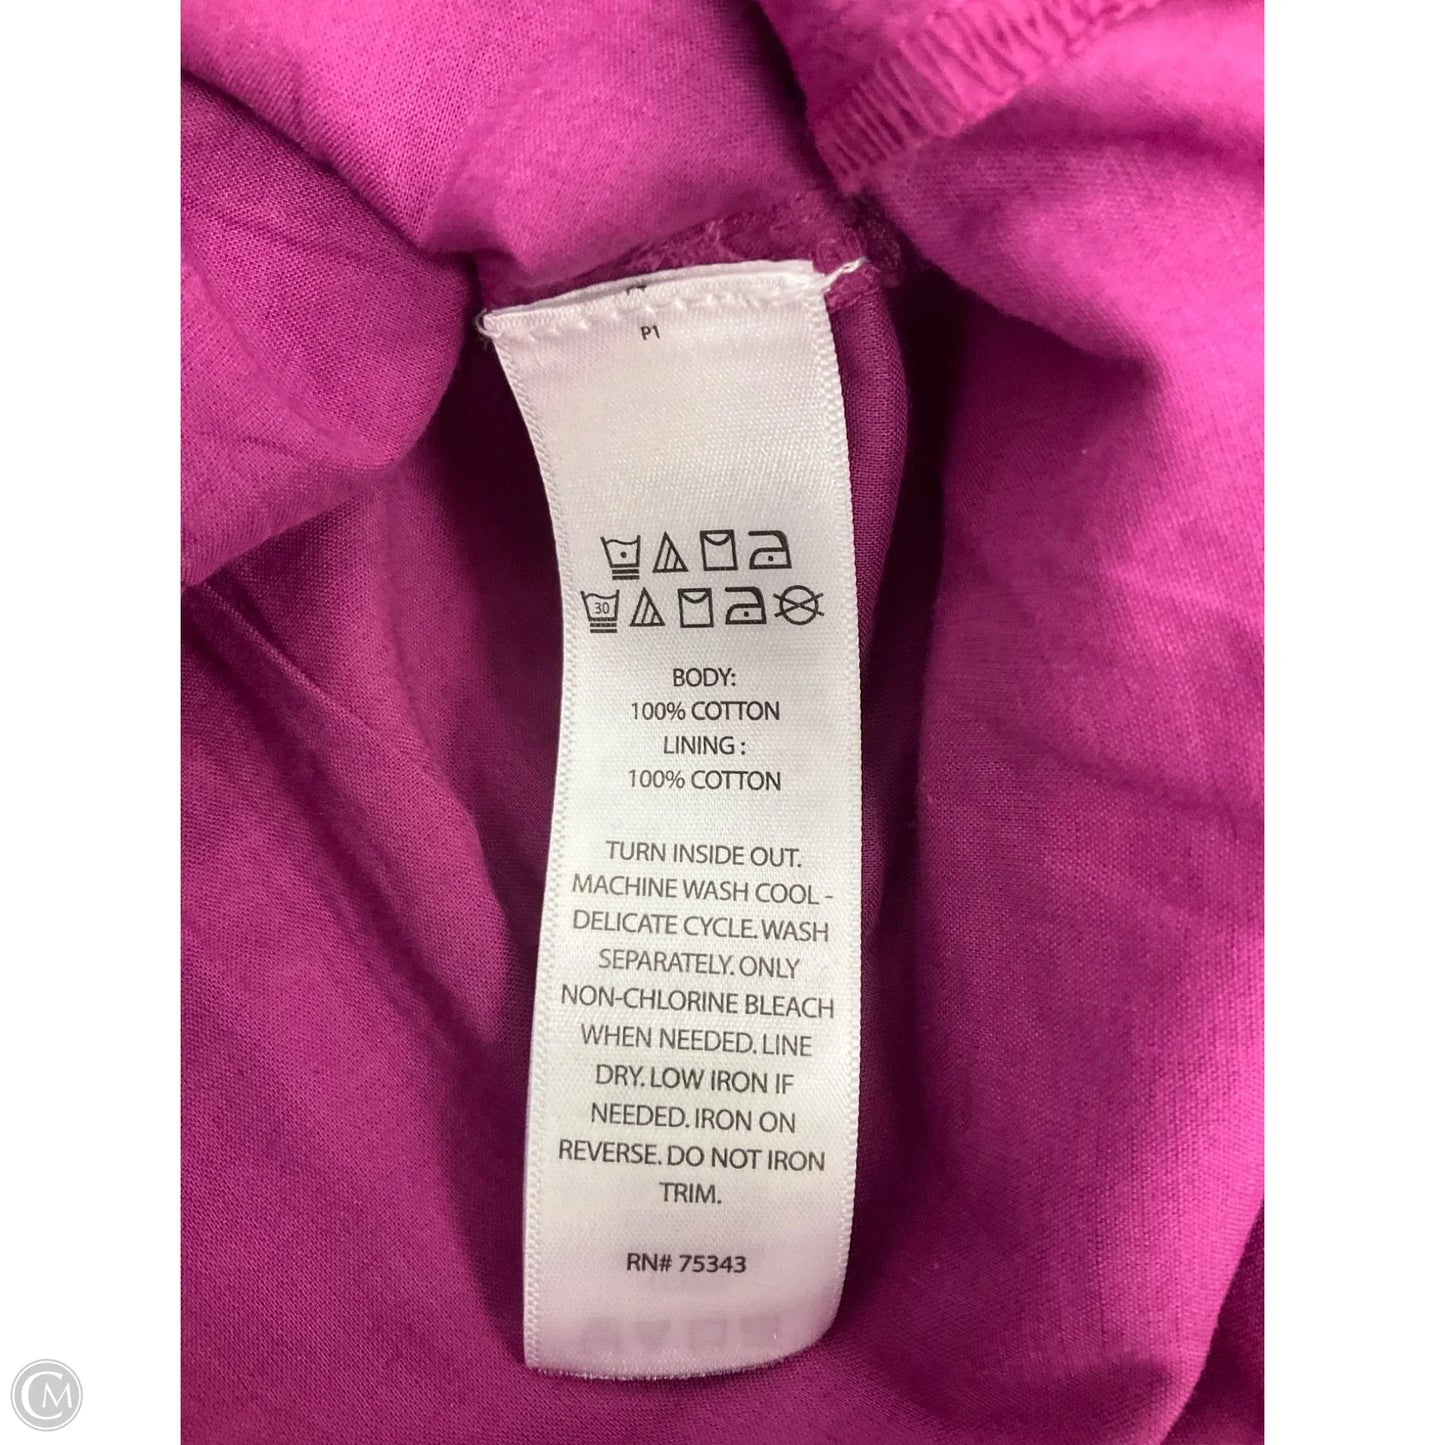 P1
30
BODY:
100% COTTON
LINING :
100% COTTON
TURN INSIDE OUT.
MACHINE WASH COOL -
DELICATE CYCLE. WASH
SEPARATELY. ONLY
NON-CHLORINE BLEACH
WHEN NEEDED. LINE
DRY. LOW IRON IF
NEEDED. IRON ON
REVERSE. DO NOT IRON
TRIM.
RN# 75343
CM